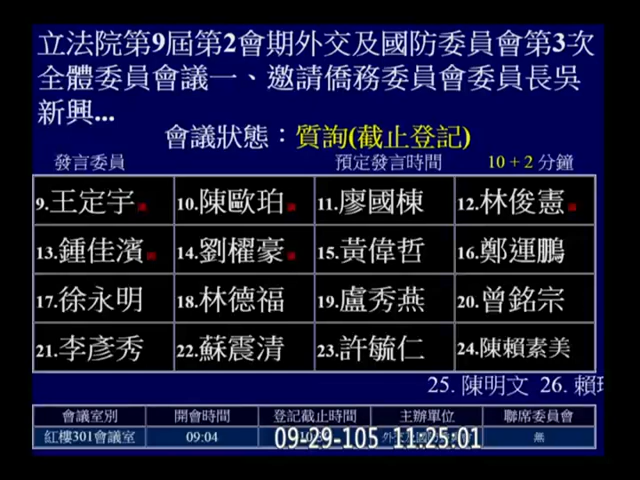 立法院第9屆第2會期外交及國防委員會第3次
全體委員會議一、邀請僑務委員會委員長吳
新興...
會議狀態：質詢(截止登記)
發言委員 預定發言時間 10 + 2 分鐘
9.王定宇 10.陳歐珀 11.廖國棟 12.林俊憲
13.鍾佳濱 14.劉櫂豪 15.黃偉哲 16.鄭運鵬
17.徐永明 18.林德福 19.盧秀燕 20.曾銘宗
21.李彥秀 22.蘇震清 23.許毓仁 24.陳賴素美
25. 陳明文 26. 賴
會議室別 開會時間 登記截止時間 主辦單位 聯席委員會
紅樓301會議室 09:04 無
09-29-105 11:25:01